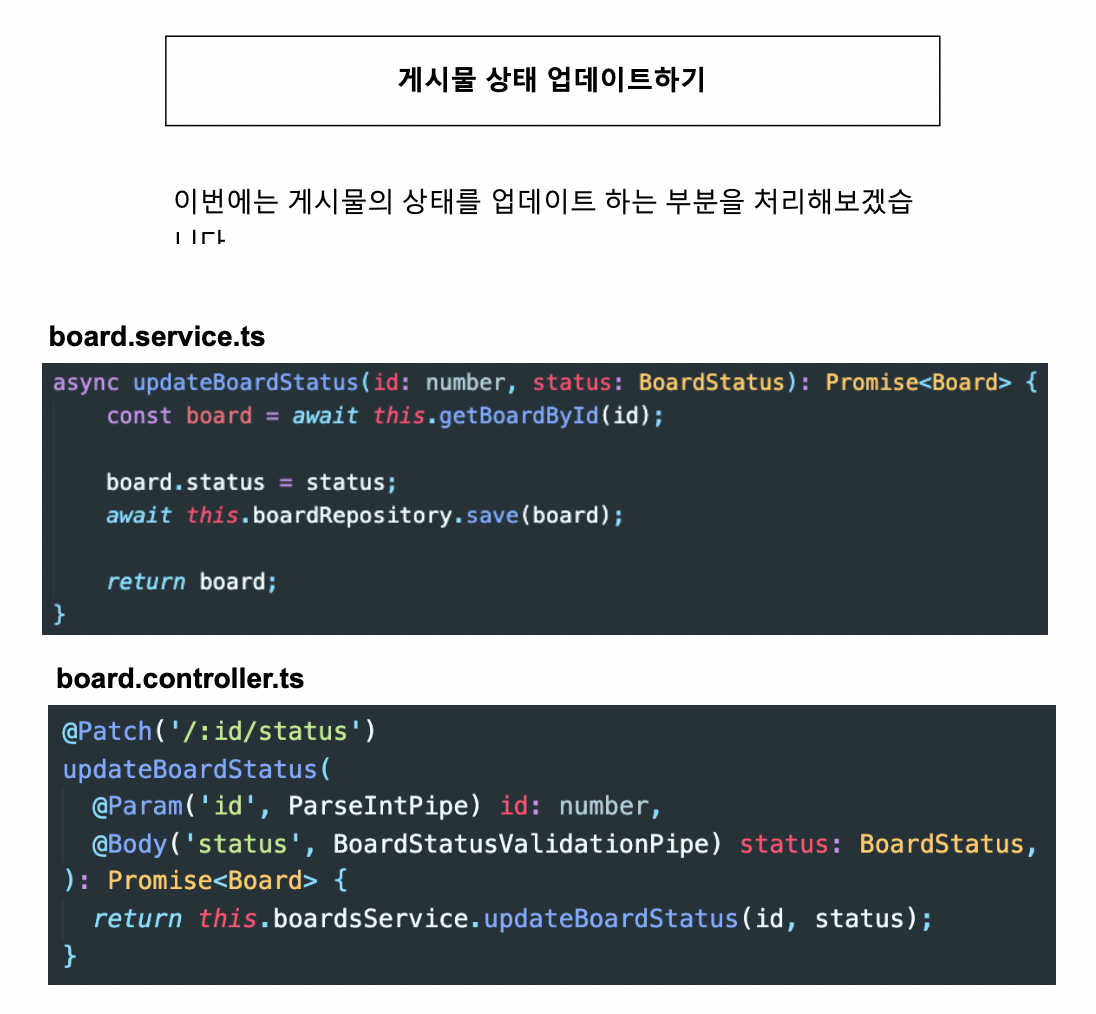 게시물 상태 업데이트하기
이번에는 게시물의 상태를 업데이트 하는 부분을 처리해보겠습
니다
board.service.ts
async updateBoardStatus(id: number, status: BoardStatus): Promise<Board> {
    const board = await this.getBoardById(id);
    board.status = status;
    await this.boardRepository.save(board);
    return board;
}
board.controller.ts
@Patch('/:id/status')
updateBoardStatus(
  @Param('id', ParseIntPipe) id: number,
  @Body('status', BoardStatusValidationPipe) status: BoardStatus,
): Promise<Board> {
  return this.boardsService.updateBoardStatus(id, status);
}